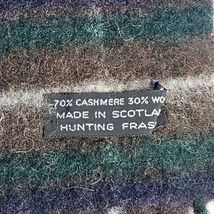 70% CASHMERE 30% WO
MADE IN SCOTLA
HUNTING FRAS